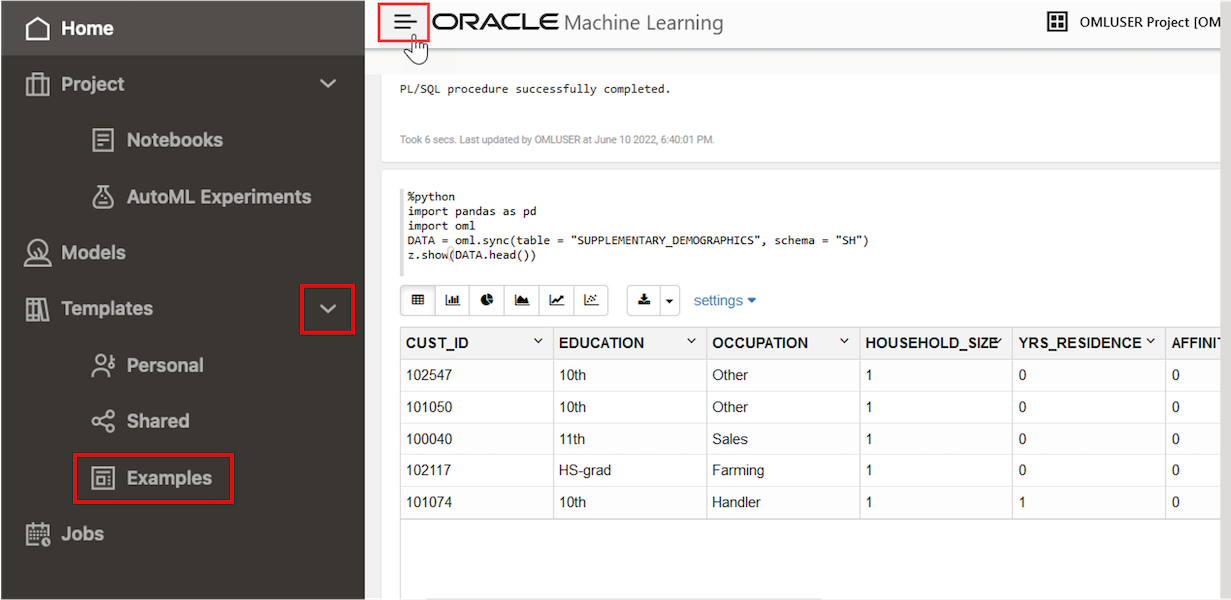 Home
Project
Notebooks
AutoML Experiments
Models
Templates
Personal
Shared
Examples
Jobs
ORACLE Machine Learning
OMLUSER Project [OM
PL/SQL procedure successfully completed.
Took 6 secs. Last updated by OMLUSER at June 10 2022, 6:40:01 PM.
%python
import pandas as pd
import oml
DATA = oml.sync(table = "SUPPLEMENTARY_DEMOGRAPHICS", schema = "SH")
z.show(DATA.head())
settings
CUST_ID EDUCATION OCCUPATION HOUSEHOLD_SIZE YRS_RESIDENCE AFFINIT
102547 10th Other 1 0 0
101050 10th Other 1 0 0
100040 11th Sales 1 0 0
102117 HS-grad Farming 1 0 0
101074 10th Handler 1 1 0